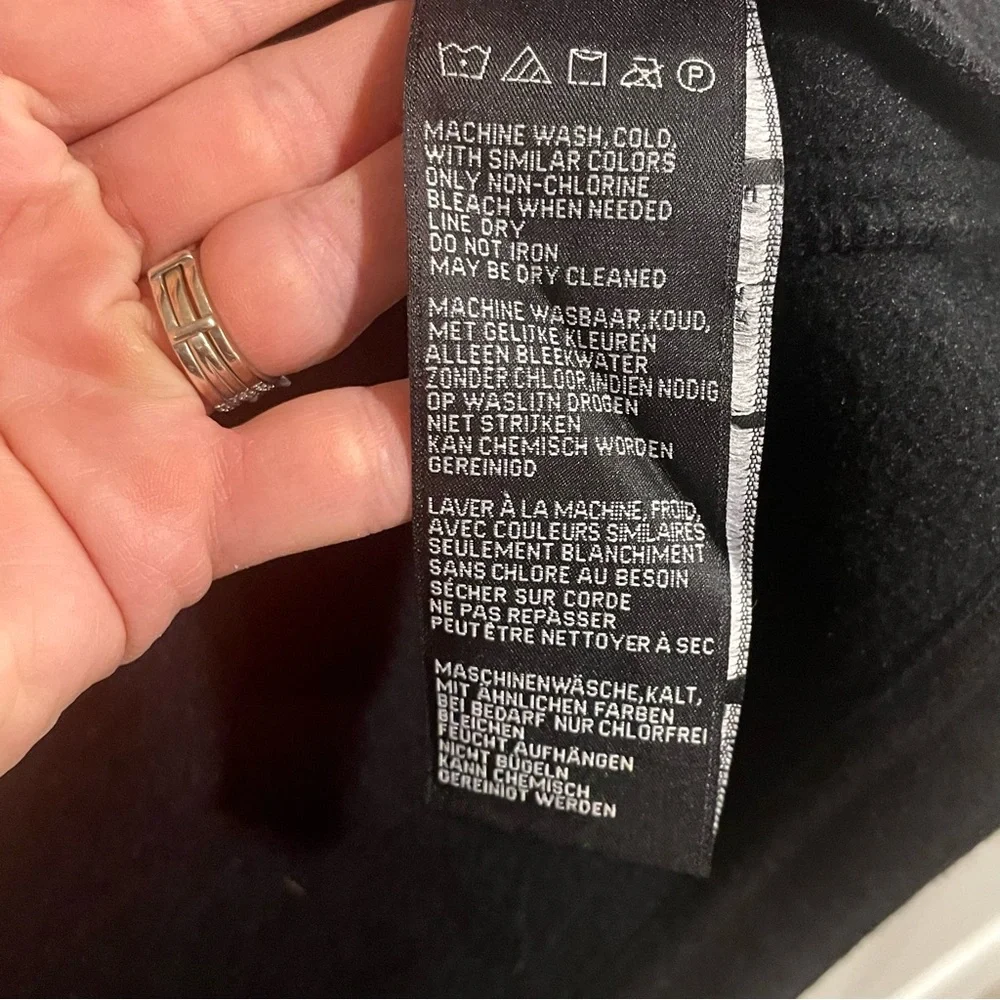 P
MACHINE WASH, COLD,
WITH SIMILAR COLORS
ONLY NON-CHLORINE
BLEACH WHEN NEEDED
LINE DRY
DO NOT IRON
MAY BE DRY CLEANED
MACHINE WASBAAR, KOUD,
MET GELIJKE KLEUREN
ALLEEN BLEEKWATER
ZONDER CHLOOR, INDIEN NODIG
OP WASLIJN DROGEN
NIET STRIJKEN
KAN CHEMISCH WORDEN
GEREINIGD
LAVER À LA MACHINE, FROID,
AVEC COULEURS SIMILAIRES
SEULEMENT BLANCHIMENT
SANS CHLORE AU BESOIN
SÉCHER SUR CORDE
NE PAS REPASSER
PEUT ÊTRE NETTOYER À SEC
MASCHINENWÄSCHE, KALT,
MIT ÄHNLICHEN FARBEN
BEI BEDARF NUR CHLORFREI
BLEICHEN
FEUCHT AUFHÄNGEN
NICHT BÜGELN
KANN CHEMISCH
GEREINIGT WERDEN